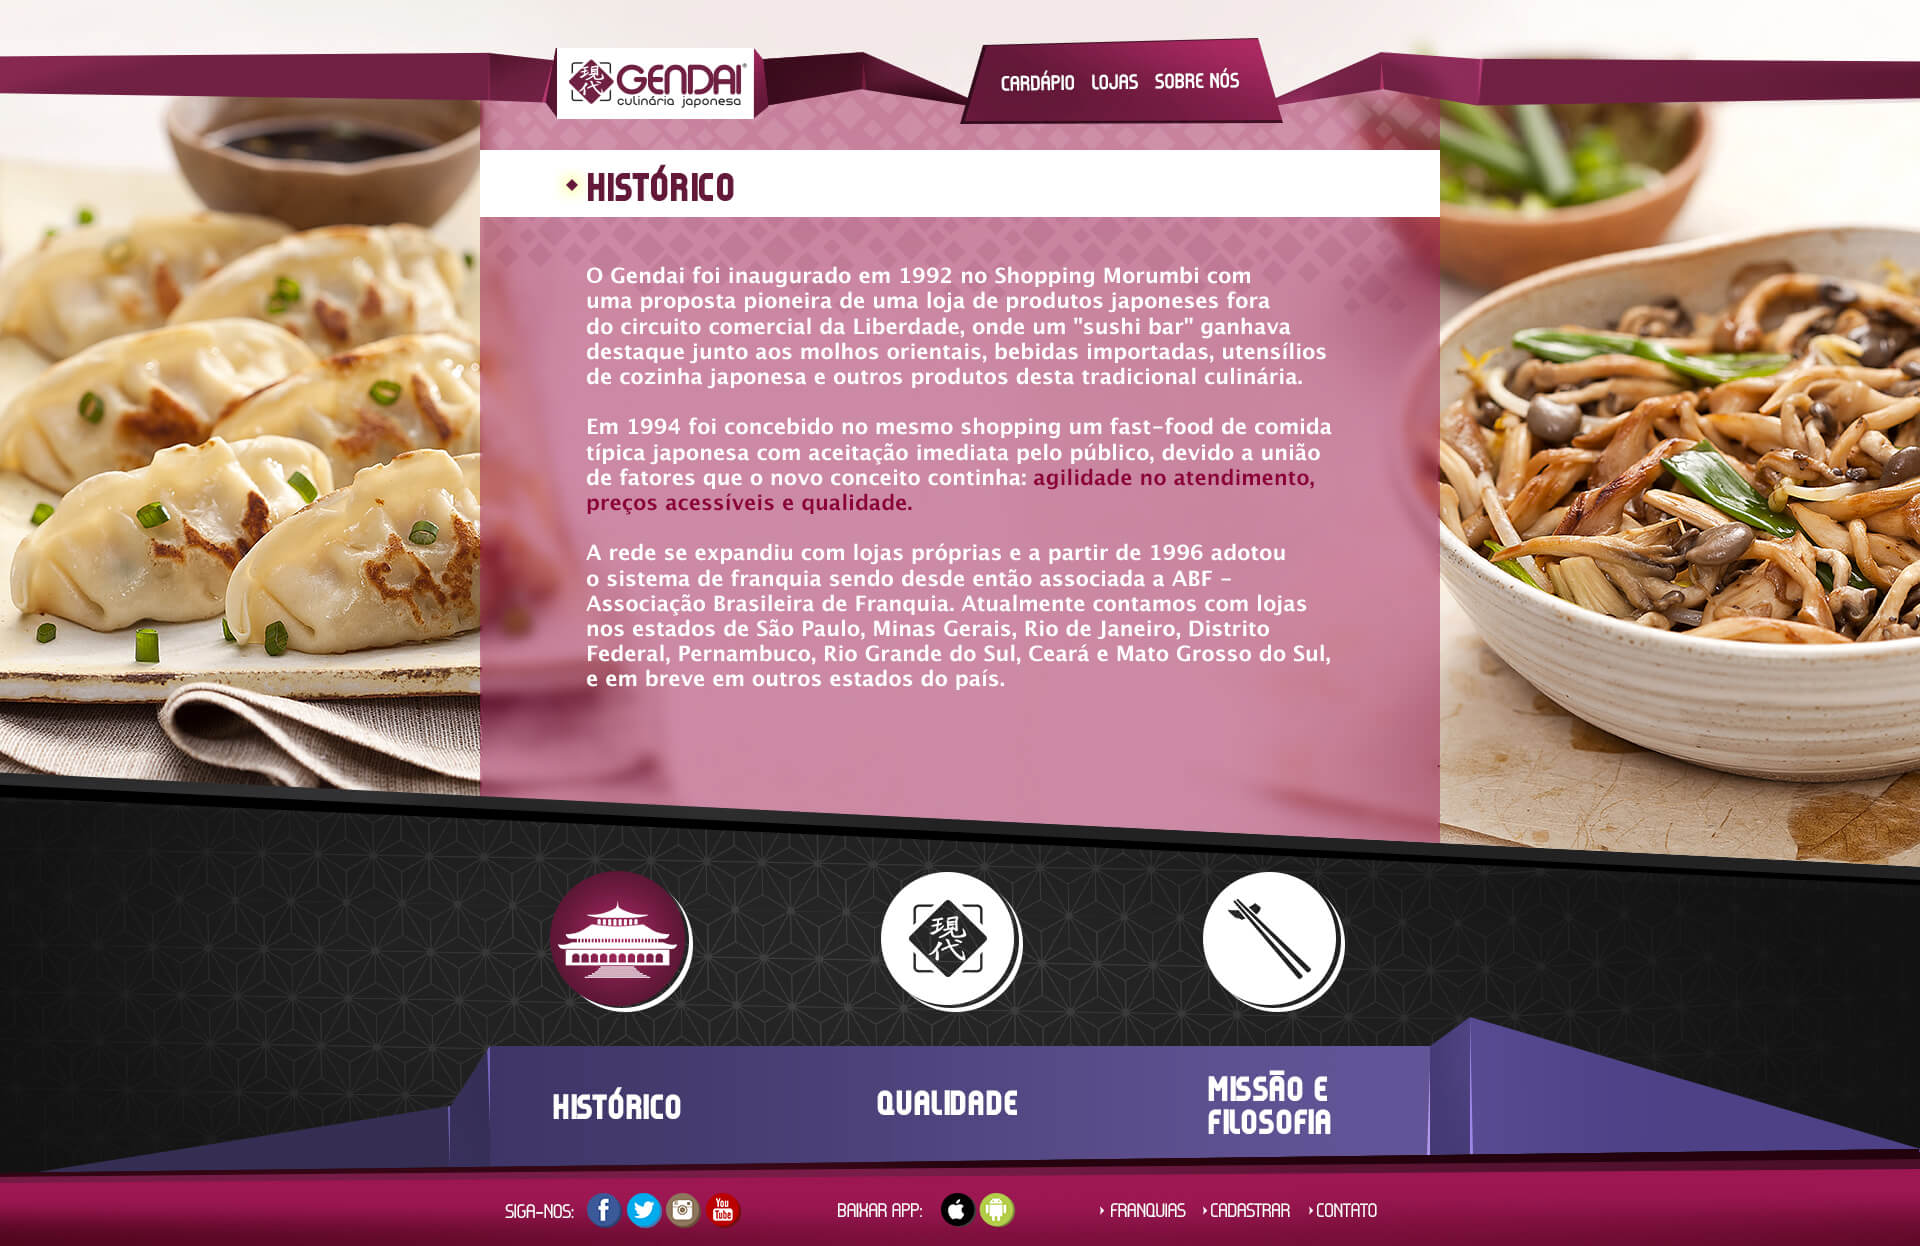 現代 GENDAI®
culinária japonesa
CARDÁPIO LOJAS SOBRE NÓS
HISTÓRICO
O Gendai foi inaugurado em 1992 no Shopping Morumbi com
uma proposta pioneira de uma loja de produtos japoneses fora
do circuito comercial da Liberdade, onde um "sushi bar" ganhava
destaque junto aos molhos orientais, bebidas importadas, utensílios
de cozinha japonesa e outros produtos desta tradicional culinária.
Em 1994 foi concebido no mesmo shopping um fast-food de comida
típica japonesa com aceitação imediata pelo público, devido a união
de fatores que o novo conceito continha: agilidade no atendimento,
preços acessíveis e qualidade.
A rede se expandiu com lojas próprias e a partir de 1996 adotou
o sistema de franquia sendo desde então associada a ABF -
Associação Brasileira de Franquia. Atualmente contamos com lojas
nos estados de São Paulo, Minas Gerais, Rio de Janeiro, Distrito
Federal, Pernambuco, Rio Grande do Sul, Ceará e Mato Grosso do Sul,
e em breve em outros estados do país.
現代
HISTÓRICO
QUALIDADE
MISSÃO E
FILOSOFIA
SIGA-NOS: f You Tube
BAIXAR APP:
FRANQUIAS CADASTRAR CONTATO